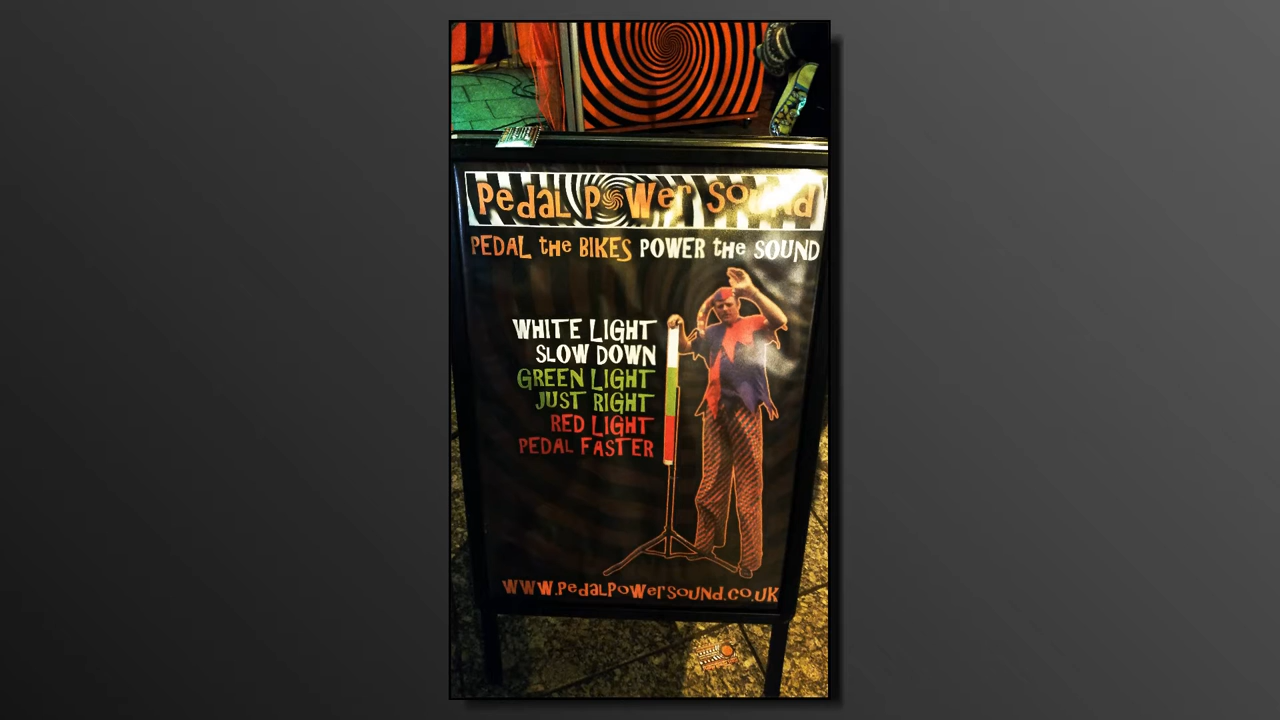 Pedal Power Sound
PEDAL the BIKES POWER the SOUND
WHITE LIGHT
SLOW DOWN
GREEN LIGHT
JUST RIGHT
RED LIGHT
PEDAL FASTER
WWW.PedalPowerSound.co.uk